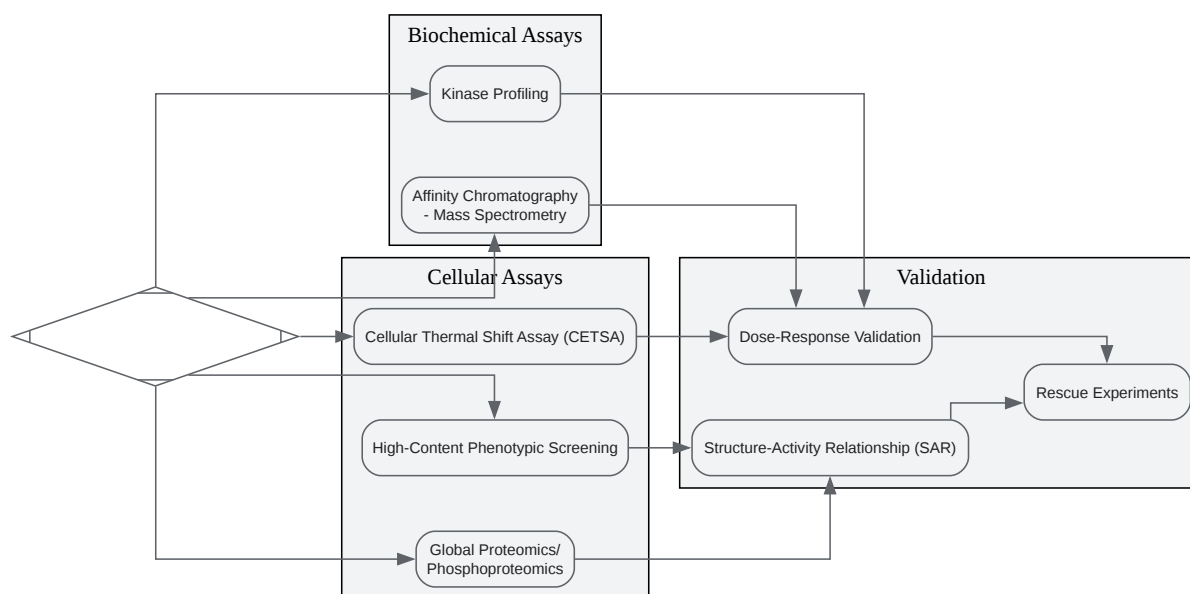 Biochemical Assays
Kinase Profiling
Affinity Chromatography
- Mass Spectrometry
Cellular Assays
Cellular Thermal Shift Assay (CETSA)
High-Content Phenotypic Screening
Global Proteomics/
Phosphoproteomics
Validation
Dose-Response Validation
Rescue Experiments
Structure-Activity Relationship (SAR)